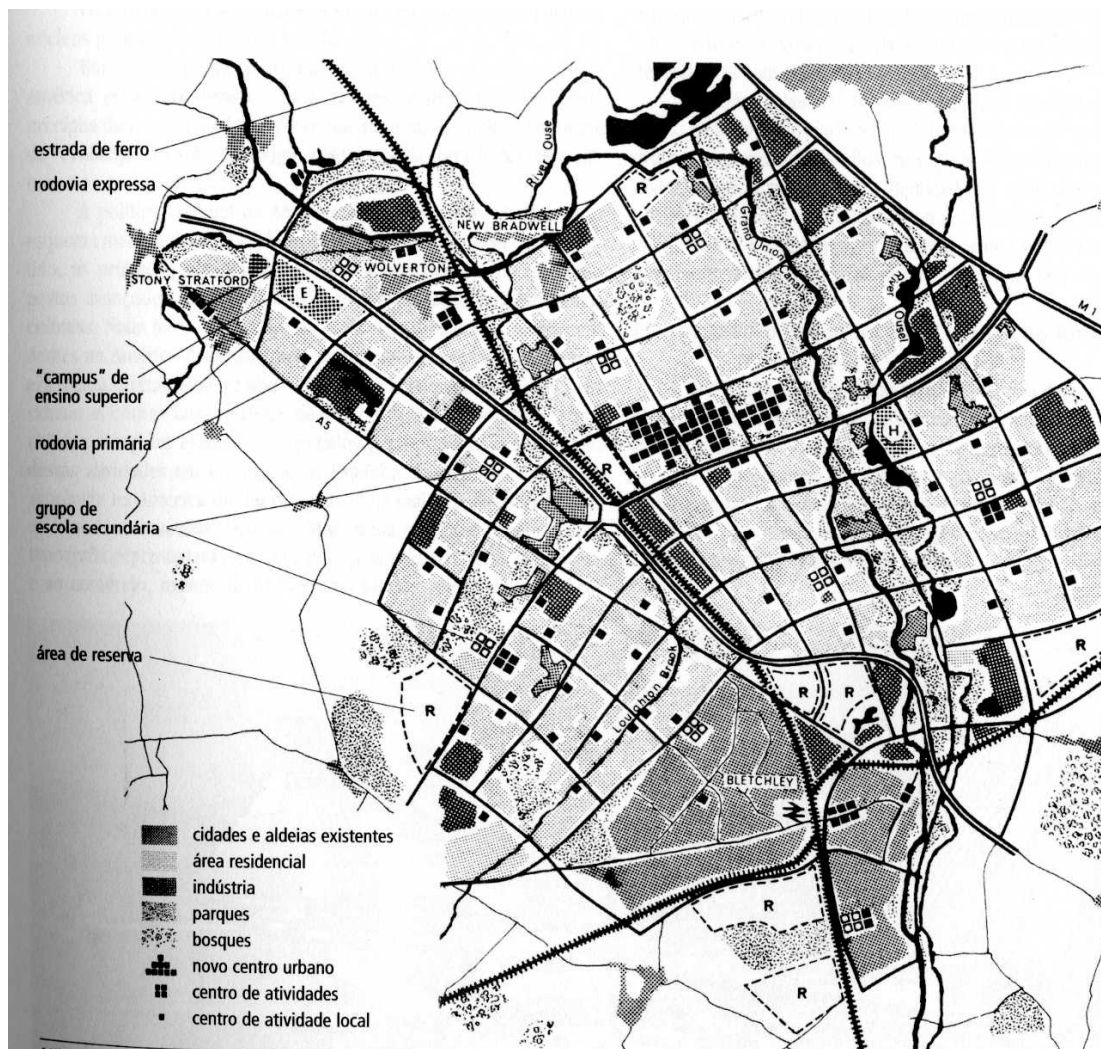 estrada de ferro
rodovia expressa
"campus" de
ensino superior
rodovia primária
grupo de
escola secundária
área de reserva
RIVER OUSE
R
NEW BRADWELL
WOLVERTON
STONY STRATFORD
E
Grand Union Canal
River Ousel
M 1
A5
R
H
Loughton Brook
R
R
R
R
BLETCHLEY
R
R
cidades e aldeias existentes
área residencial
indústria
parques
bosques
novo centro urbano
centro de atividades
centro de atividade local